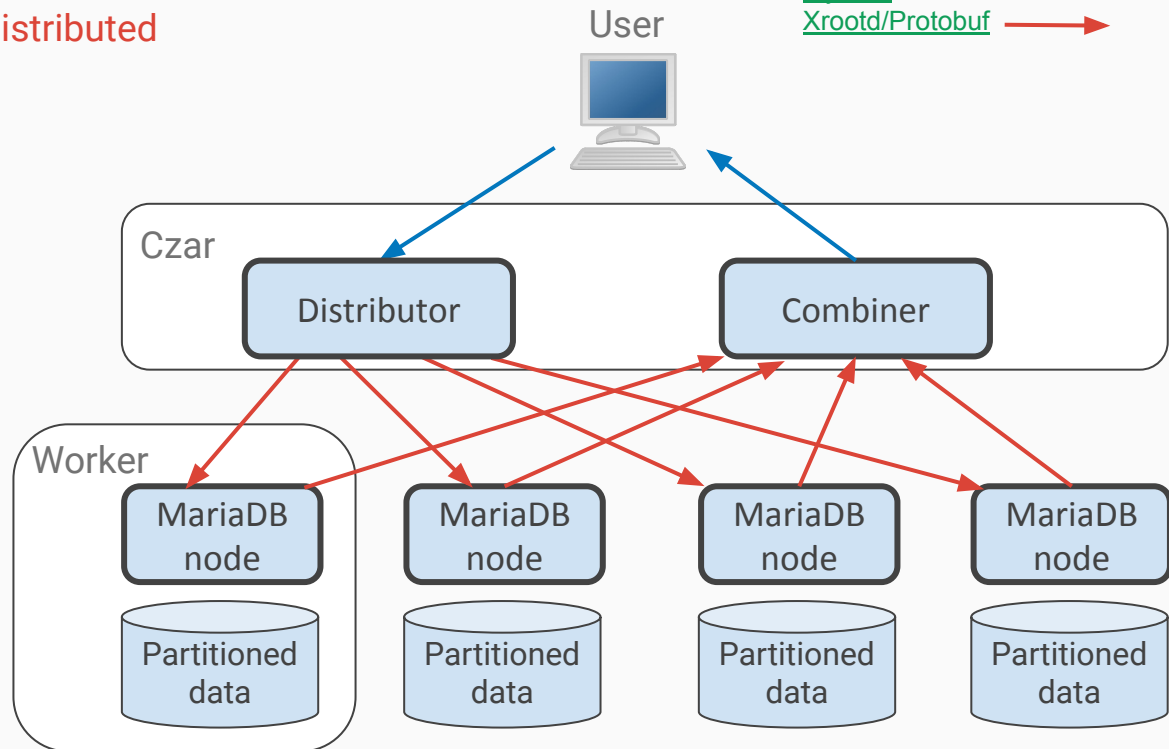 istributed
User
Xrootd/Protobuf
Czar
Distributor
Combiner
Worker
MariaDB
node
MariaDB
node
MariaDB
node
MariaDB
node
Partitioned
data
Partitioned
data
Partitioned
data
Partitioned
data